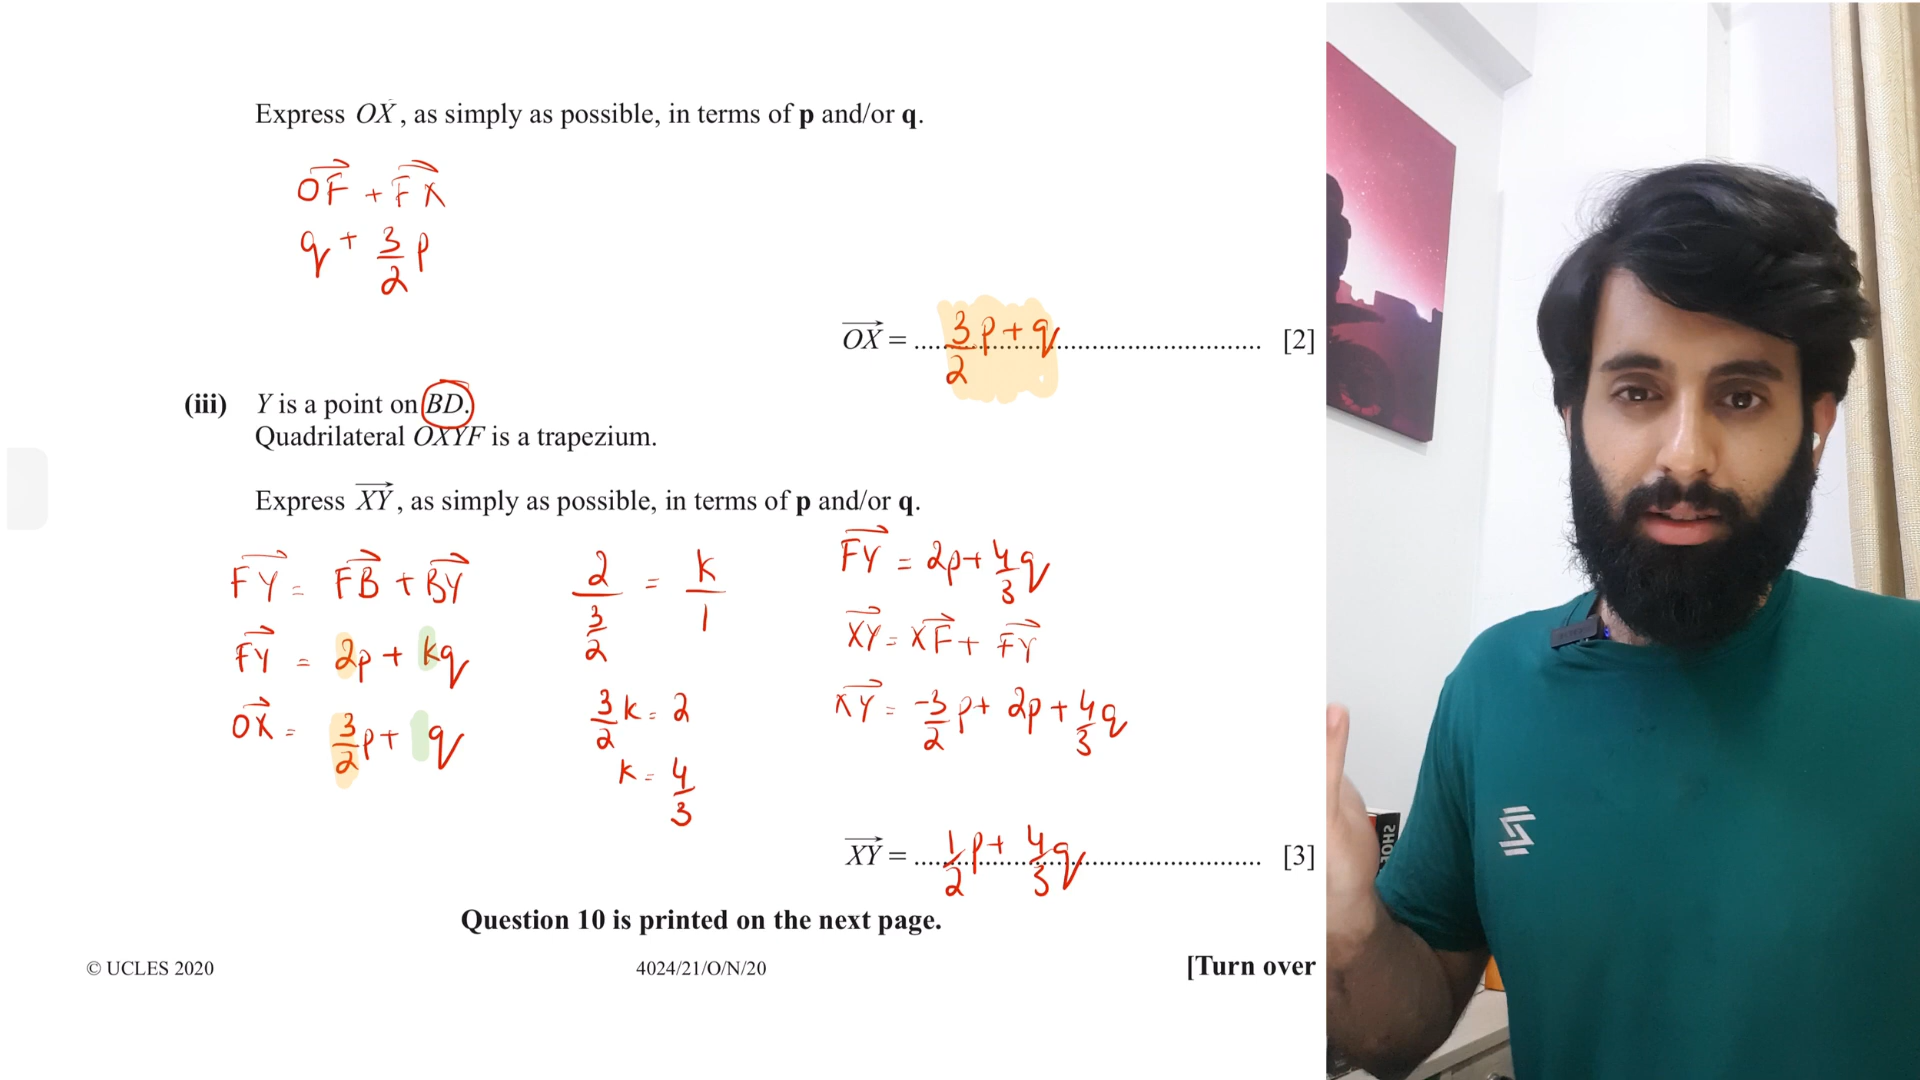 Express OX, as simply as possible, in terms of p and/or q.
OF + FX
q + 3/2 p
OX = 3/2 p + q [2]
(iii) Y is a point on BD.
Quadrilateral OXYF is a trapezium.
Express XY, as simply as possible, in terms of p and/or q.
FY = FB + BY
FY = 2p + kq
OX = 3/2 p + 1q
2 / 3/2 = k/1
3/2 k = 2
k = 4/3
FY = 2p + 4/3 q
XY = XF + FY
XY = -3/2 p + 2p + 4/3 q
XY = 1/2 p + 4/3 q [3]
Question 10 is printed on the next page.
© UCLES 2020
4024/21/O/N/20
[Turn over